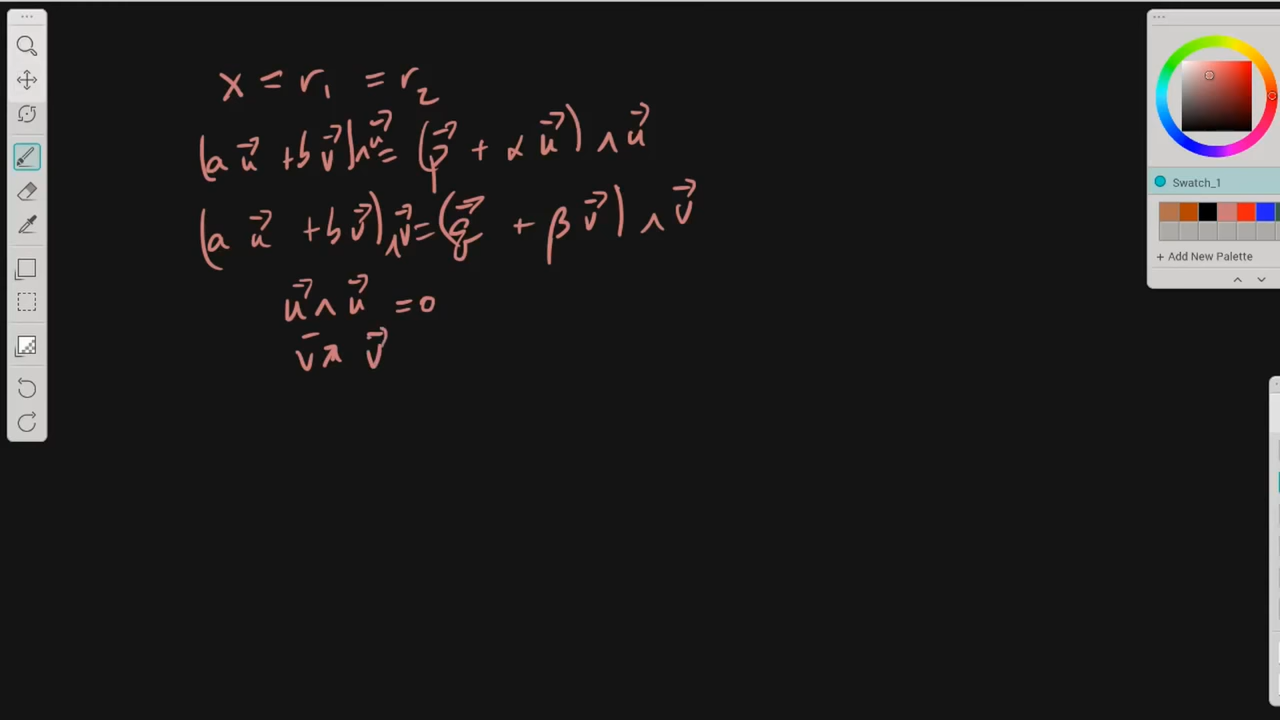 x = r₁ = r₂
(a u⃗ + b v⃗) ∧ u⃗ = (p⃗ + α u⃗) ∧ u⃗
(a u⃗ + b v⃗) ∧ v⃗ = (q⃗ + β v⃗) ∧ v⃗
u⃗ ∧ u⃗ = 0
v̅ ∧ v⃗
Swatch_1
+ Add New Palette